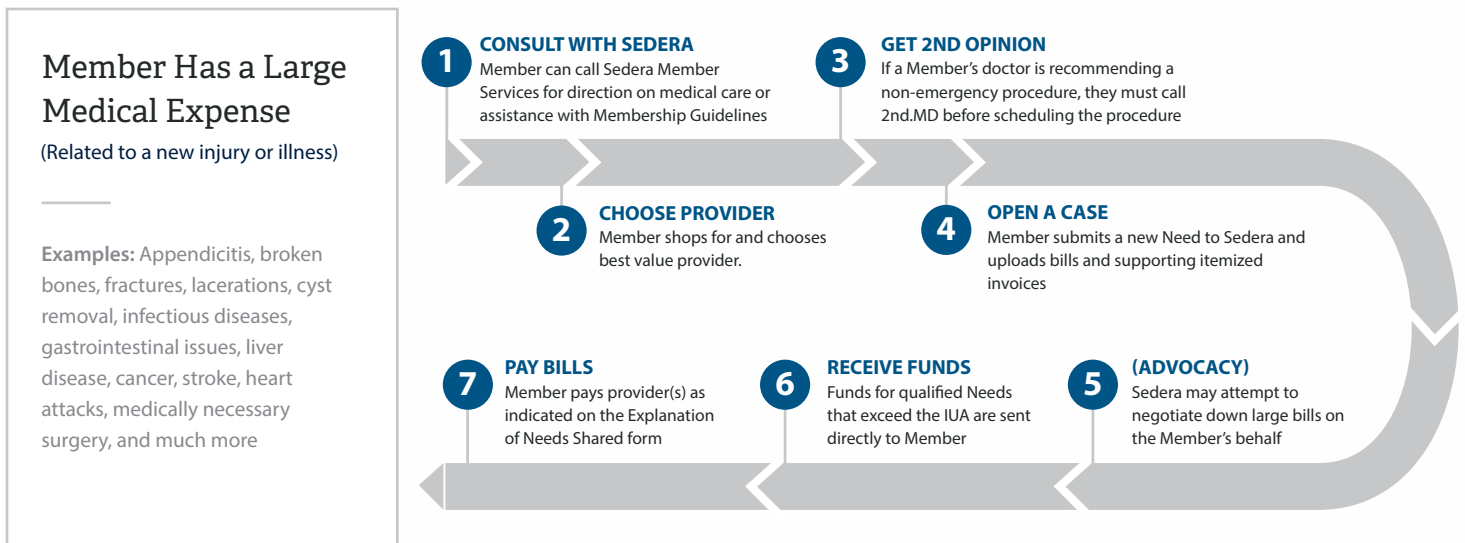 Member Has a Large
Medical Expense
(Related to a new injury or illness)
Examples: Appendicitis, broken
bones, fractures, lacerations, cyst
removal, infectious diseases,
gastrointestinal issues, liver
disease, cancer, stroke, heart
attacks, medically necessary
surgery, and much more
1
CONSULT WITH SEDERA
Member can call Sedera Member
Services for direction on medical care or
assistance with Membership Guidelines
2
CHOOSE PROVIDER
Member shops for and chooses
best value provider.
3
GET 2ND OPINION
If a Member's doctor is recommending a
non-emergency procedure, they must call
2nd.MD before scheduling the procedure
4
OPEN A CASE
Member submits a new Need to Sedera and
uploads bills and supporting itemized
invoices
5
(ADVOCACY)
Sedera may attempt to
negotiate down large bills on
the Member's behalf
6
RECEIVE FUNDS
Funds for qualified Needs
that exceed the IUA are sent
directly to Member
7
PAY BILLS
Member pays provider(s) as
indicated on the Explanation
of Needs Shared form